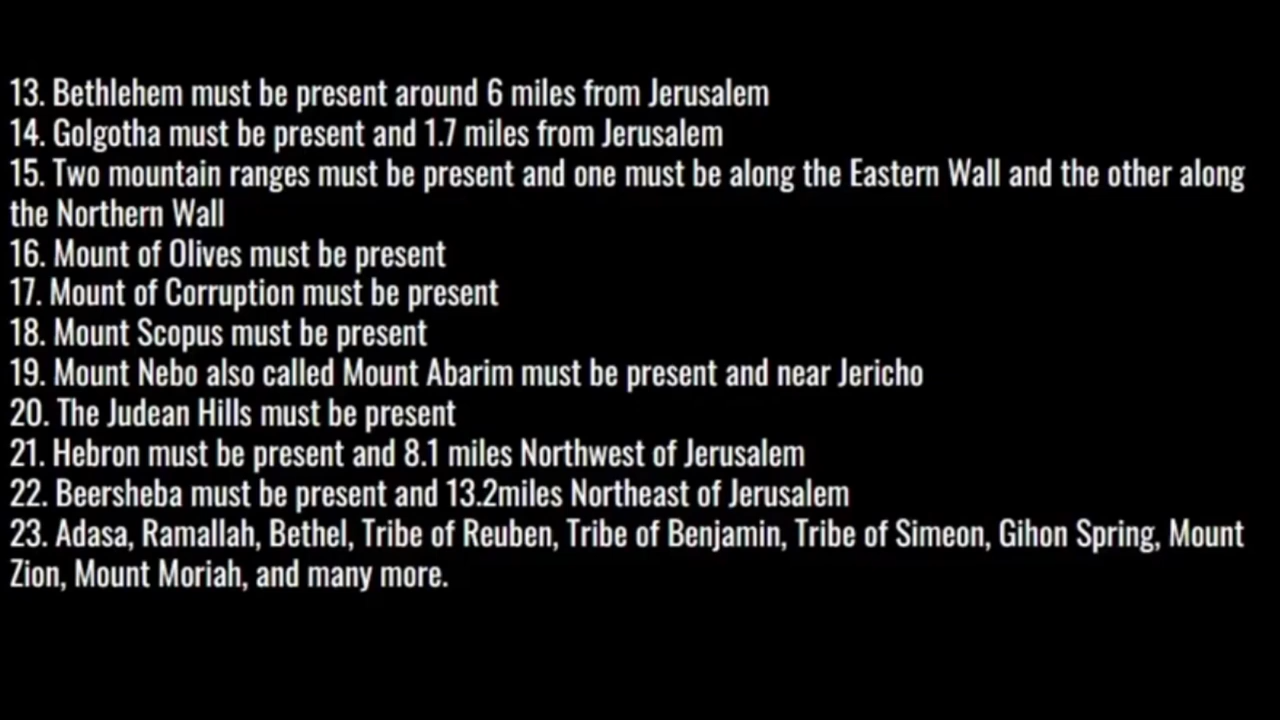 13. Bethlehem must be present around 6 miles from Jerusalem
14. Golgotha must be present and 1.7 miles from Jerusalem
15. Two mountain ranges must be present and one must be along the Eastern Wall and the other along
the Northern Wall
16. Mount of Olives must be present
17. Mount of Corruption must be present
18. Mount Scopus must be present
19. Mount Nebo also called Mount Abarim must be present and near Jericho
20. The Judean Hills must be present
21. Hebron must be present and 8.1 miles Northwest of Jerusalem
22. Beersheba must be present and 13.2miles Northeast of Jerusalem
23. Adasa, Ramallah, Bethel, Tribe of Reuben, Tribe of Benjamin, Tribe of Simeon, Gihon Spring, Mount
Zion, Mount Moriah, and many more.